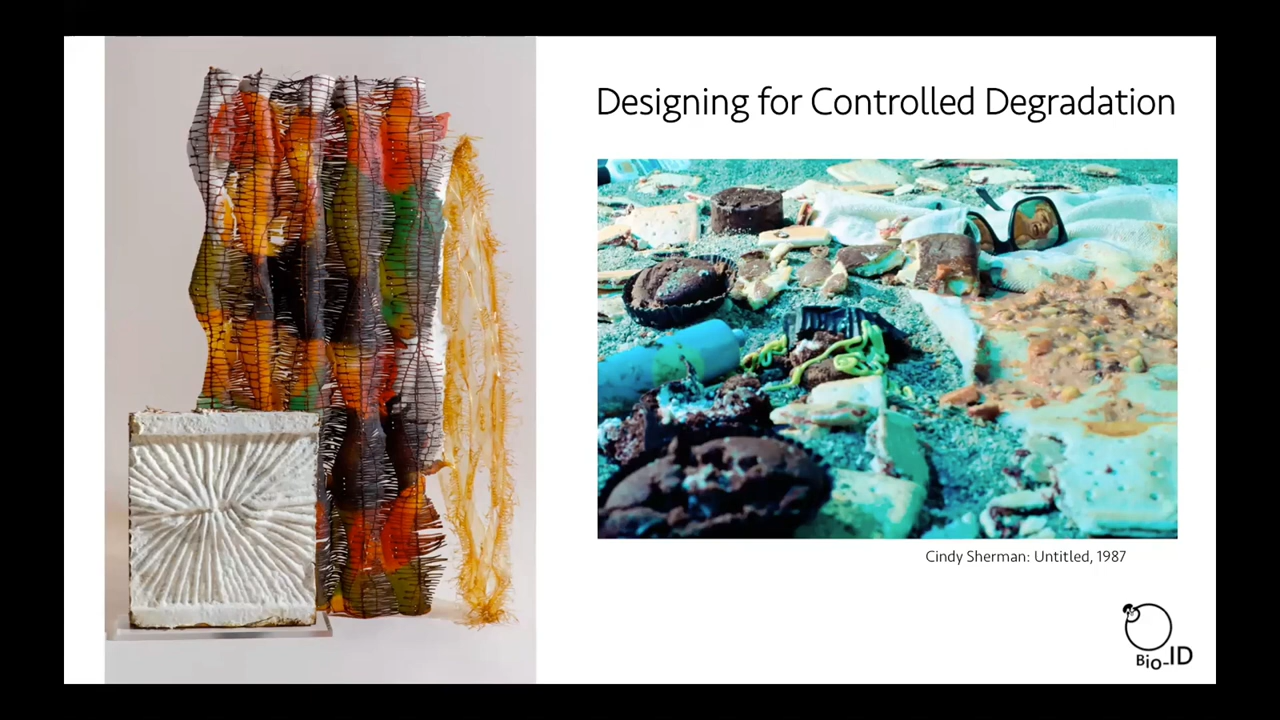 Designing for Controlled Degradation
Cindy Sherman: Untitled, 1987
Bio-ID